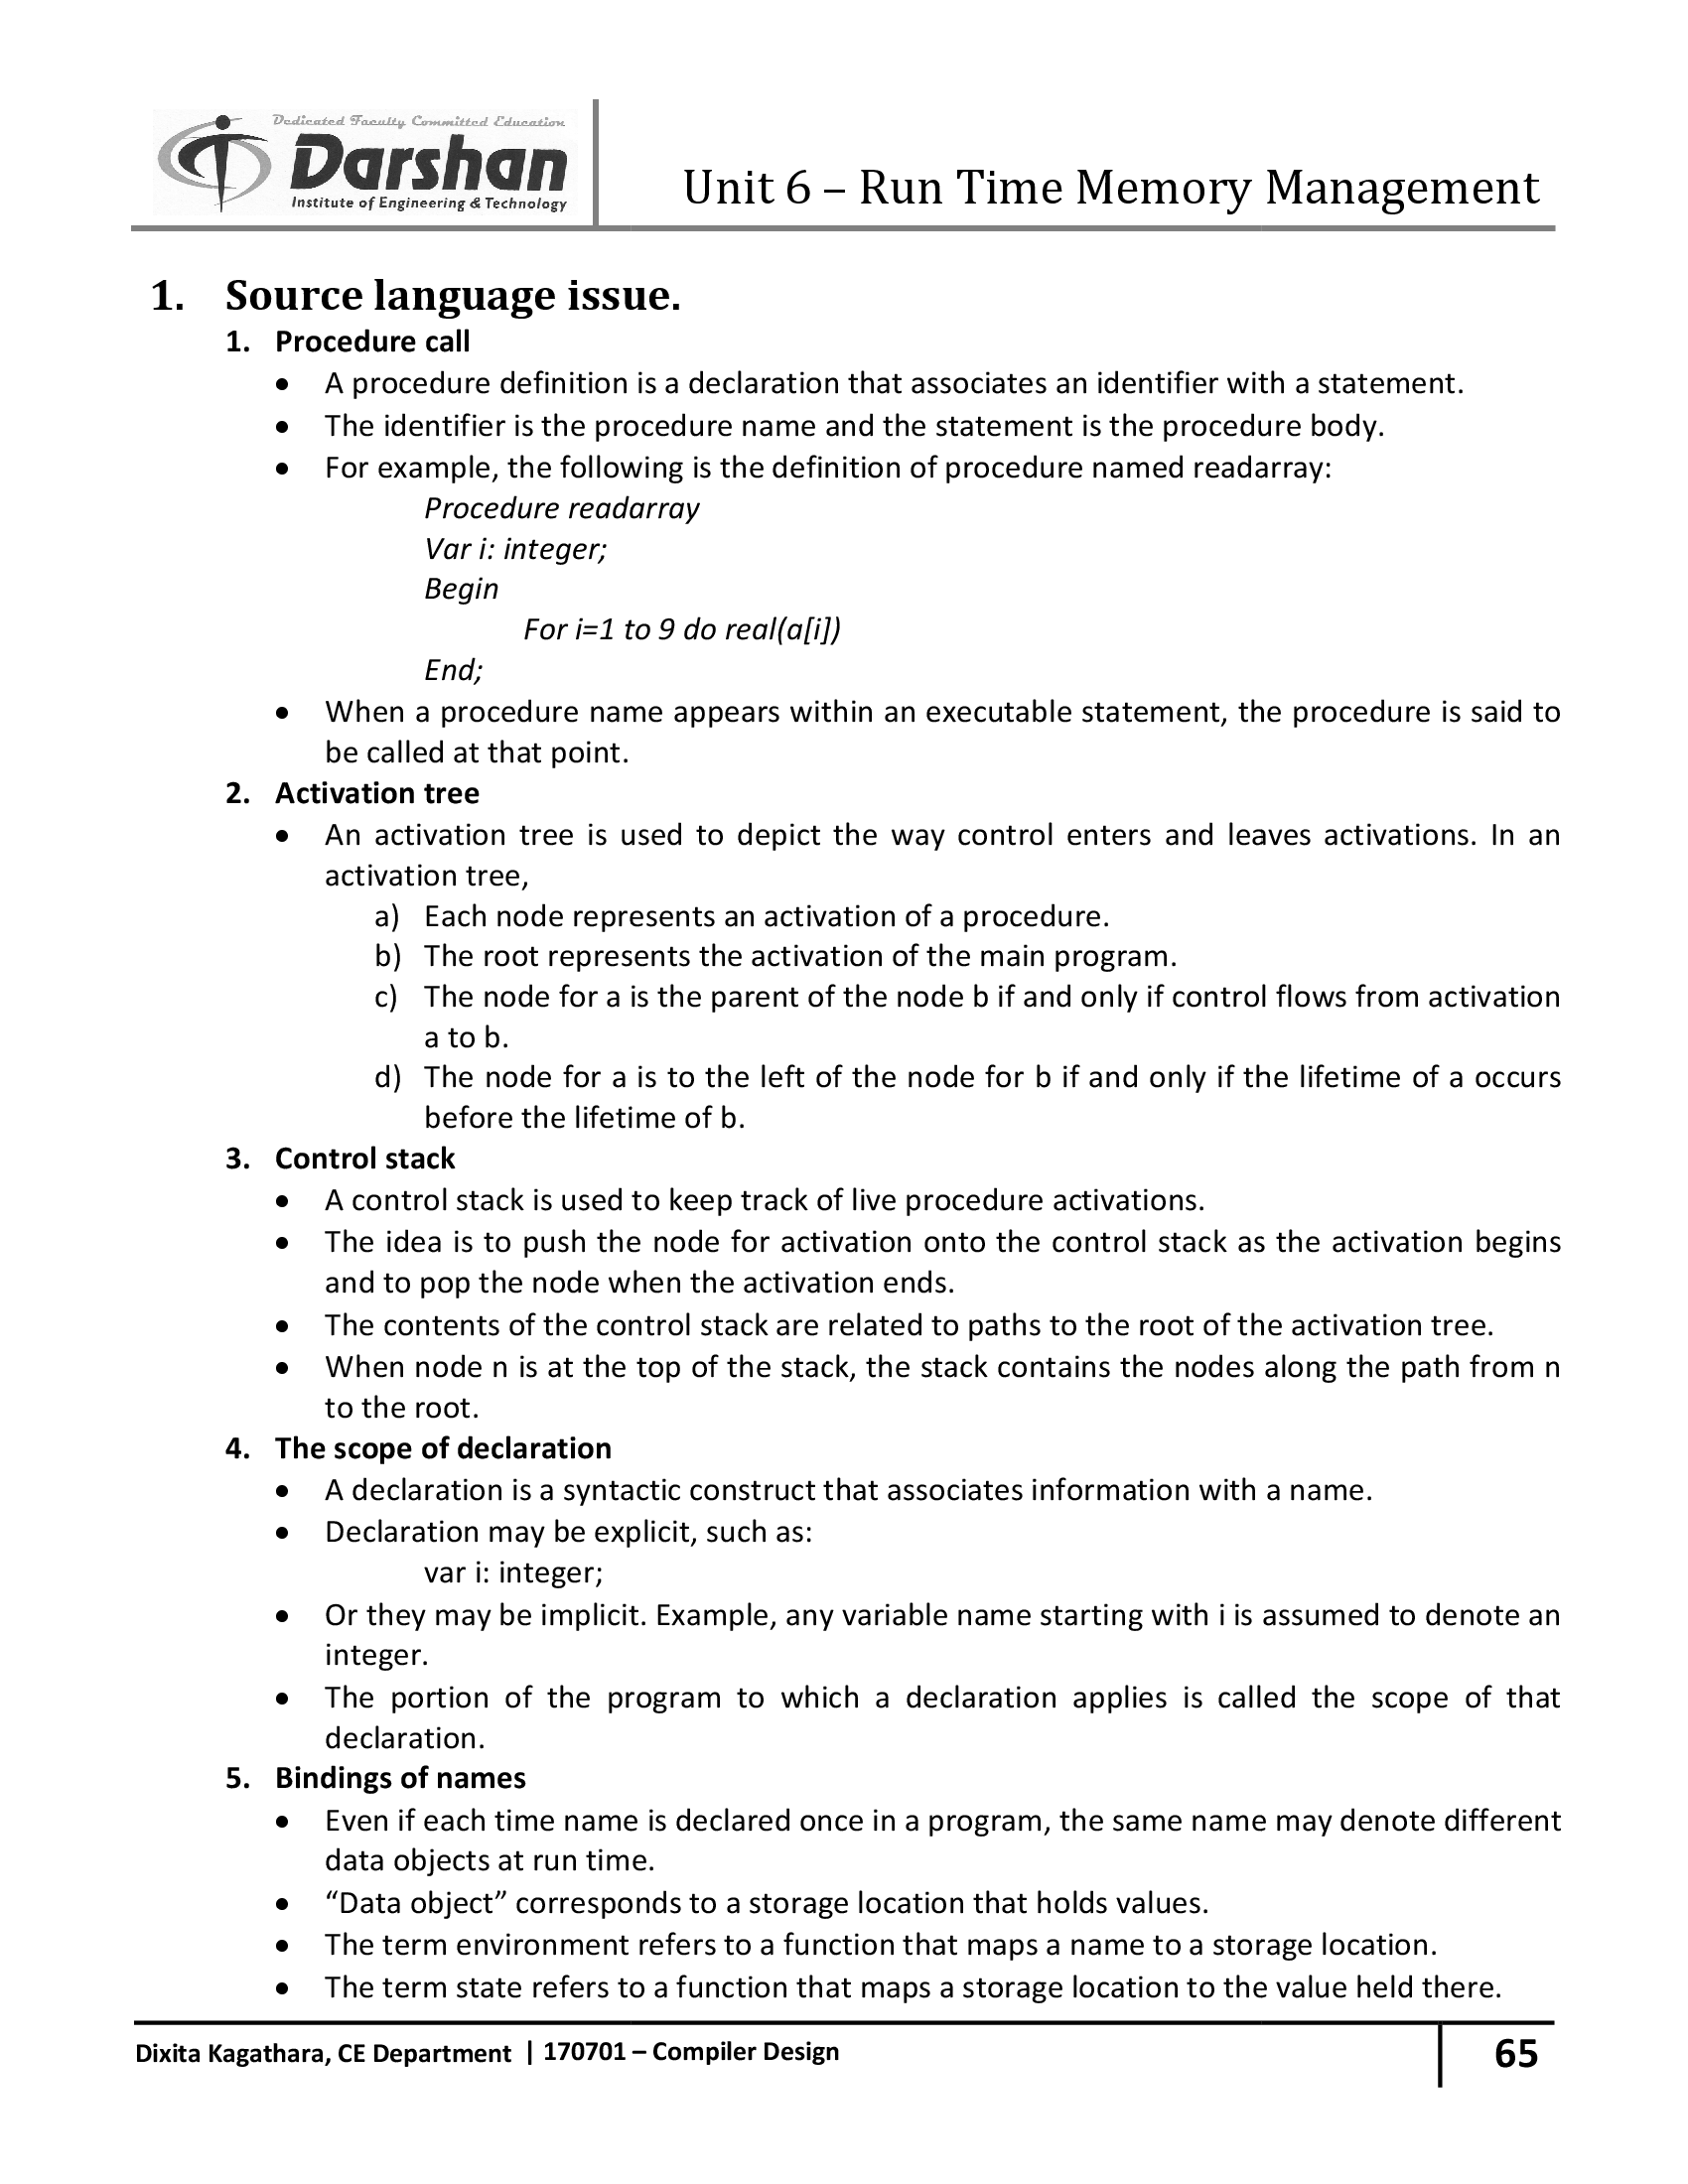 Dedicated Faculty Committed Education
Darshan
Institute of Engineering & Technology
Unit 6 – Run Time Memory Management
1. Source language issue.
1. Procedure call
• A procedure definition is a declaration that associates an identifier with a statement.
• The identifier is the procedure name and the statement is the procedure body.
• For example, the following is the definition of procedure named readarray:
Procedure readarray
Var i: integer;
Begin
For i=1 to 9 do real(a[i])
End;
• When a procedure name appears within an executable statement, the procedure is said to
be called at that point.
2. Activation tree
• An activation tree is used to depict the way control enters and leaves activations. In an
activation tree,
a) Each node represents an activation of a procedure.
b) The root represents the activation of the main program.
c) The node for a is the parent of the node b if and only if control flows from activation
a to b.
d) The node for a is to the left of the node for b if and only if the lifetime of a occurs
before the lifetime of b.
3. Control stack
• A control stack is used to keep track of live procedure activations.
• The idea is to push the node for activation onto the control stack as the activation begins
and to pop the node when the activation ends.
• The contents of the control stack are related to paths to the root of the activation tree.
• When node n is at the top of the stack, the stack contains the nodes along the path from n
to the root.
4. The scope of declaration
• A declaration is a syntactic construct that associates information with a name.
• Declaration may be explicit, such as:
var i: integer;
• Or they may be implicit. Example, any variable name starting with i is assumed to denote an
integer.
• The portion of the program to which a declaration applies is called the scope of that
declaration.
5. Bindings of names
• Even if each time name is declared once in a program, the same name may denote different
data objects at run time.
• “Data object” corresponds to a storage location that holds values.
• The term environment refers to a function that maps a name to a storage location.
• The term state refers to a function that maps a storage location to the value held there.
Dixita Kagathara, CE Department | 170701 – Compiler Design
65